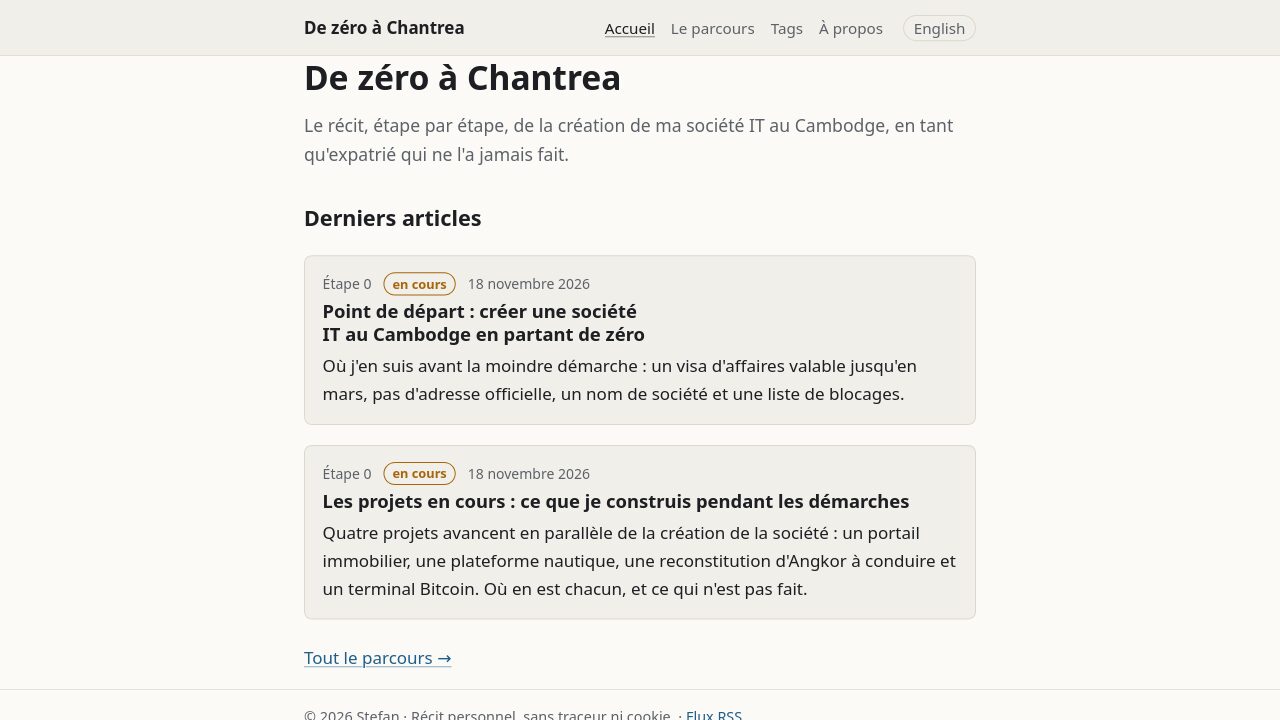 De zéro à Chantrea
Accueil Le parcours Tags À propos English
De zéro à Chantrea
Le récit, étape par étape, de la création de ma société IT au Cambodge, en tant
qu'expatrié qui ne l'a jamais fait.
Derniers articles
Étape 0 en cours 18 novembre 2026
Point de départ : créer une société
IT au Cambodge en partant de zéro
Où j'en suis avant la moindre démarche : un visa d'affaires valable jusqu'en
mars, pas d'adresse officielle, un nom de société et une liste de blocages.
Étape 0 en cours 18 novembre 2026
Les projets en cours : ce que je construis pendant les démarches
Quatre projets avancent en parallèle de la création de la société : un portail
immobilier, une plateforme nautique, une reconstitution d'Angkor à conduire et
un terminal Bitcoin. Où en est chacun, et ce qui n'est pas fait.
Tout le parcours →
© 2026 Stefan · Récit personnel, sans traceur ni cookie. · Flux RSS